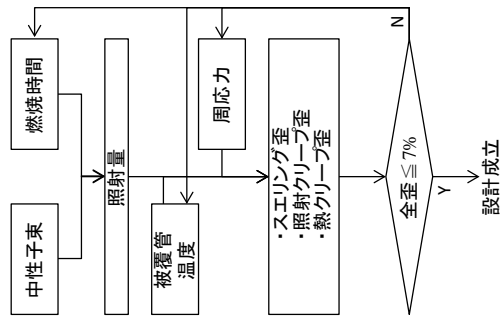 燃焼時間
中性子束
照射量
周応力
被覆管
温度
・スエリング歪
・照射クリープ歪
・熱クリープ歪
全歪≦7%
N
Y
設計成立